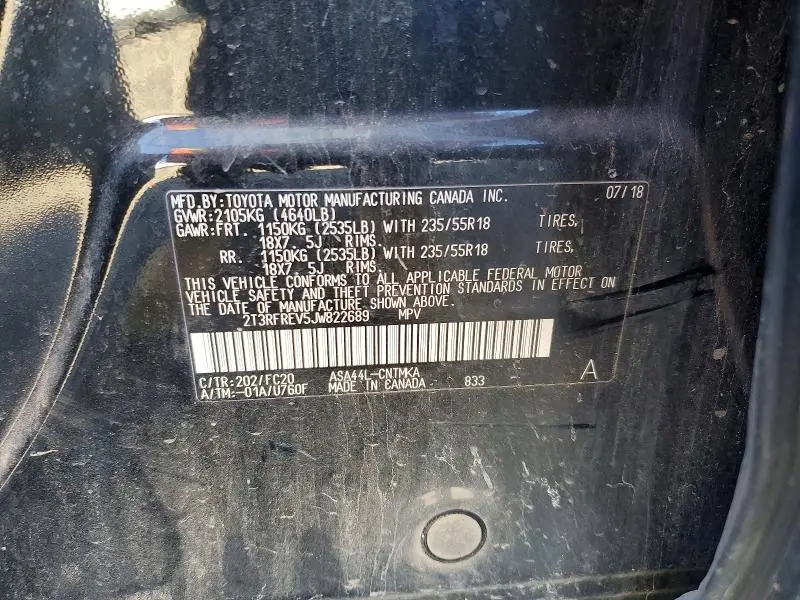 MFD.BY:TOYOTA MOTOR MANUFACTURING CANADA INC. 07/18
GVWR:2105KG (4640LB)
GAWR:FRT. 1150KG (2535LB) WITH 235/55R18 TIRES,
18X7. 5J RIMS.
RR. 1150KG (2535LB) WITH 235/55R18 TIRES,
18X7. 5J RIMS.
THIS VEHICLE CONFORMS TO ALL APPLICABLE FEDERAL MOTOR
VEHICLE SAFETY AND THEFT PREVENTION STANDARDS IN EFFECT ON
THE DATE OF MANUFACTURE SHOWN ABOVE.
2T3RFREV5JW822689 MPV
C/TR:202/FC20 ASA44L-CNTMKA
A/TM:-01A/U760F MADE IN CANADA 833 A